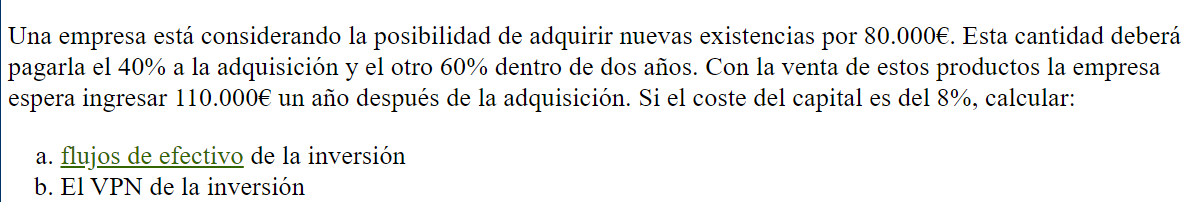 Una empresa está considerando la posibilidad de adquirir nuevas existencias por 80.000€. Esta cantidad deberá
pagarla el 40% a la adquisición y el otro 60% dentro de dos años. Con la venta de estos productos la empresa
espera ingresar 110.000€ un año después de la adquisición. Si el coste del capital es del 8%, calcular:
a. flujos de efectivo de la inversión
b. El VPN de la inversión